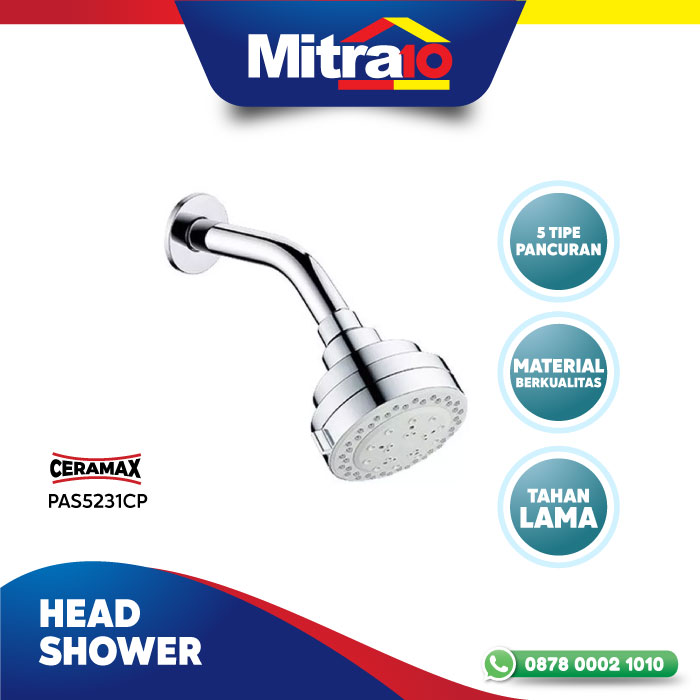 Mitra10
5 TIPE
PANCURAN
MATERIAL
BERKUALITAS
TAHAN
LAMA
CERAMAX
PAS5231CP
HEAD
SHOWER
0878 0002 1010